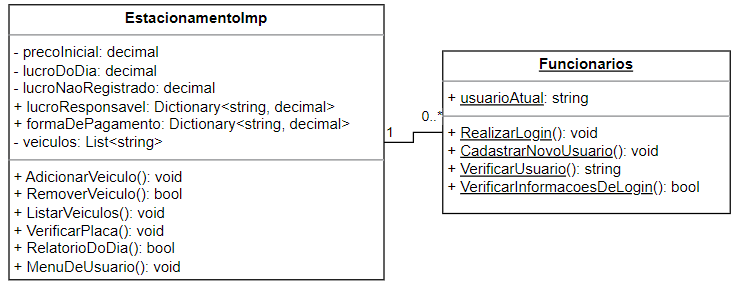 EstacionamentoImp
- precoInicial: decimal
- lucroDoDia: decimal
- lucroNaoRegistrado: decimal
+ lucroResponsavel: Dictionary<string, decimal>
+ formaDePagamento: Dictionary<string, decimal>
- veiculos: List<string>
+ AdicionarVeiculo(): void
+ RemoverVeiculo(): bool
+ ListarVeiculos(): void
+ VerificarPlaca(): void
+ RelatorioDoDia(): bool
+ MenuDeUsuario(): void
1
0..*
Funcionarios
+ usuarioAtual: string
+ RealizarLogin(): void
+ CadastrarNovoUsuario(): void
+ VerificarUsuario(): string
+ VerificarInformacoesDeLogin(): bool